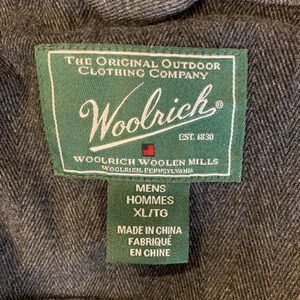 THE ORIGINAL OUTDOOR
CLOTHING COMPANY
Woolrich®
EST. 1830
WOOLRICH WOOLEN MILLS
WOOLRICH, PENNSYLVANIA
MENS
HOMMES
XL/TG
MADE IN CHINA
FABRIQUÉ
EN CHINE